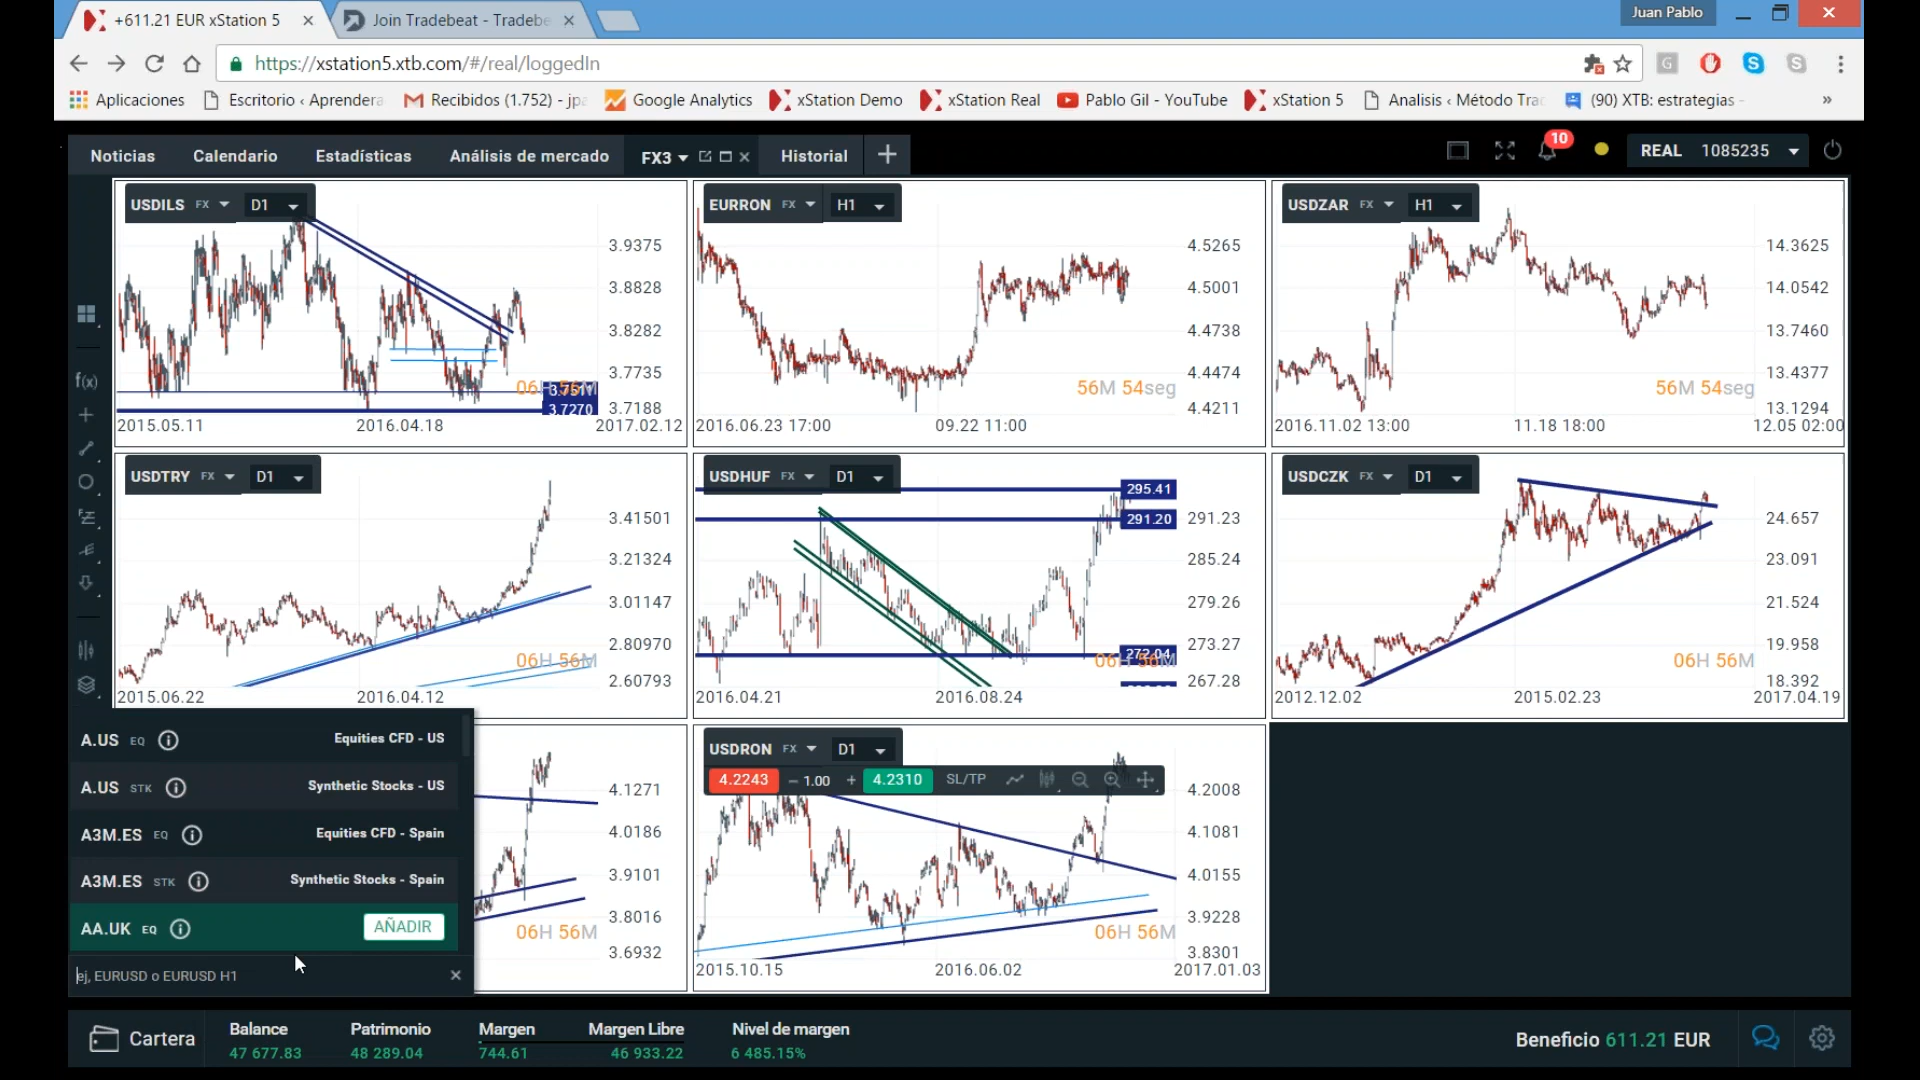 +611.21 EUR xStation 5
Join Tradebeat - Tradebe
Juan Pablo
https://xstation5.xtb.com/#/real/loggedIn
Aplicaciones
Escritorio ‹ Aprendera
Recibidos (1.752) - jpa
Google Analytics
xStation Demo
xStation Real
Pablo Gil - YouTube
xStation 5
Analisis ‹ Método Trad
(90) XTB: estrategias -
»
Noticias
Calendario
Estadísticas
Análisis de mercado
FX3
Historial
10
REAL 1085235
USDILS FX D1
3.9375
3.8828
3.8282
3.7735
3.7188
06H 56M
3.7270
2015.05.11
2016.04.18
2017.02.12
EURRON FX H1
4.5265
4.5001
4.4738
4.4474
4.4211
56M 54seg
2016.06.23 17:00
09.22 11:00
USDZAR FX H1
14.3625
14.0542
13.7460
13.4377
13.1294
56M 54seg
2016.11.02 13:00
11.18 18:00
12.05 02:00
f(x)
USDTRY FX D1
3.41501
3.21324
3.01147
2.80970
2.60793
06H 56M
2015.06.22
2016.04.12
USDHUF FX D1
295.41
291.20
291.23
285.24
279.26
273.27
272.04
267.28
06H 56M
2016.04.21
2016.08.24
USDCZK FX D1
24.657
23.091
21.524
19.958
18.392
06H 56M
2012.12.02
2015.02.23
2017.04.19
A.US EQ Equities CFD - US
A.US STK Synthetic Stocks - US
A3M.ES EQ Equities CFD - Spain
A3M.ES STK Synthetic Stocks - Spain
AA.UK EQ AÑADIR
ej, EURUSD o EURUSD H1
4.1271
4.0186
3.9101
3.8016
3.6932
06H 56M
USDRON FX D1
4.2243 – 1.00 + 4.2310 SL/TP
4.2008
4.1081
4.0155
3.9228
3.8301
06H 56M
2015.10.15
2016.06.02
2017.01.03
Cartera
Balance
47 677.83
Patrimonio
48 289.04
Margen
744.61
Margen Libre
46 933.22
Nivel de margen
6 485.15%
Beneficio 611.21 EUR